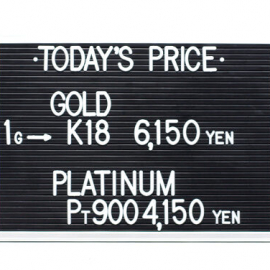 ·TODAY'S PRICE·
GOLD
1G→ K18 6,150 YEN
PLATINUM
PT900 4,150 YEN